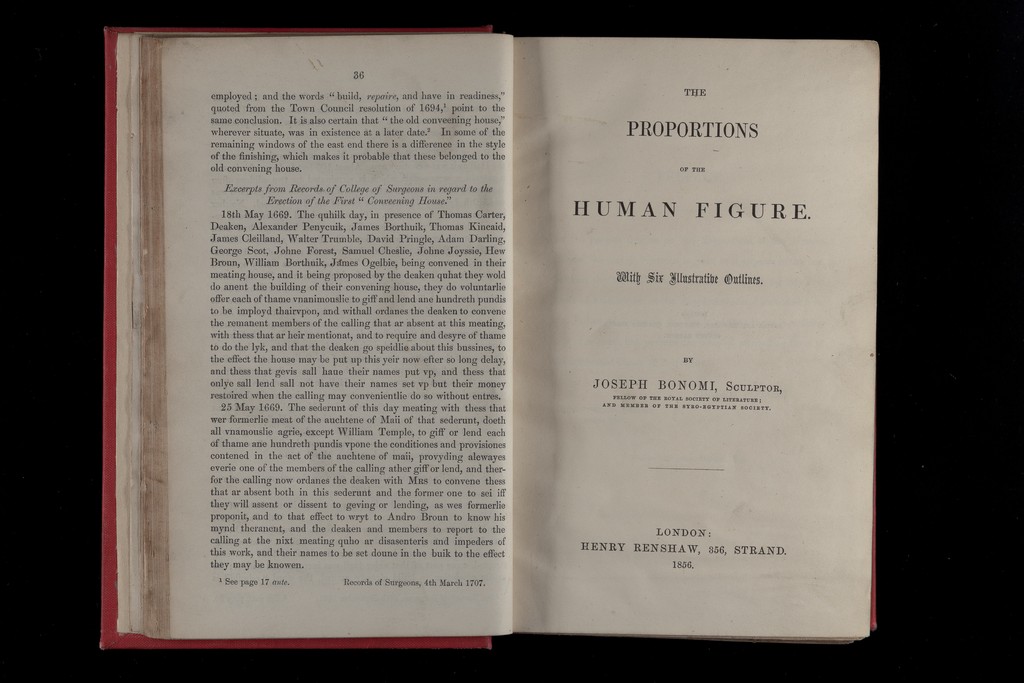 36
employed; and the words “ build, repaire, and have in readiness,”
quoted from the Town Council resolution of 1694,¹ point to the
same conclusion. It is also certain that “ the old conveening house,”
wherever situate, was in existence at a later date.² In some of the
remaining windows of the east end there is a difference in the style
of the finishing, which makes it probable that these belonged to the
old convening house.
Excerpts from Records of College of Surgeons in regard to the
Erection of the First “ Conveening House.”
18th May 1669. The quhilk day, in presence of Thomas Carter,
Deaken, Alexander Penycuik, James Borthuik, Thomas Kincaid,
James Cleilland, Walter Trumble, David Pringle, Adam Darling,
George Scot, Johne Forest, Samuel Cheslie, Johne Joyssie, Hew
Broun, William Borthuik, James Ogelbie, being convened in their
meating house, and it being proposed by the deaken quhat they wold
do anent the building of their convening house, they do voluntarlie
offer each of thame vnanimouslie to giff and lend ane hundreth pundis
to be imployd thairvpon, and withall ordanes the deaken to convene
the remanent members of the calling that ar absent at this meating,
with thess that ar heir mentionat, and to require and desyre of thame
to do the lyk, and that the deaken go speidlie about this bussines, to
the effect the house may be put up this yeir now efter so long delay,
and thess that gevis sall haue their names put vp, and thess that
onlye sall lend sall not have their names set vp but their money
restoired when the calling may convenientlie do so without entres.
25 May 1669. The sederunt of this day meating with thess that
wer formerlie meat of the auchtene of Maii of that sederunt, doeth
all vnamouslie agrie, except William Temple, to giff or lend each
of thame ane hundreth pundis vpone the conditiones and provisiones
contened in the act of the auchtene of maii, provyding alewayes
everie one of the members of the calling ather giff or lend, and ther-
for the calling now ordanes the deaken with Mrs to convene thess
that ar absent both in this sederunt and the former one to sei iff
they will assent or dissent to geving or lending, as wes formerlie
proponit, and to that effect to wryt to Andro Broun to know his
mynd theranent, and the deaken and members to report to the
calling at the nixt meating quho ar disasenteris and impeders of
this work, and their names to be set doune in the buik to the effect
they may be knowen.
¹ See page 17 ante. Records of Surgeons, 4th March 1707.
THE
PROPORTIONS
OF THE
HUMAN FIGURE.
With Six Illustrative Outlines.
BY
JOSEPH BONOMI, Sculptor,
FELLOW OF THE ROYAL SOCIETY OF LITERATURE;
AND MEMBER OF THE SYRO-EGYPTIAN SOCIETY.
LONDON:
HENRY RENSHAW, 356, STRAND.
1856.